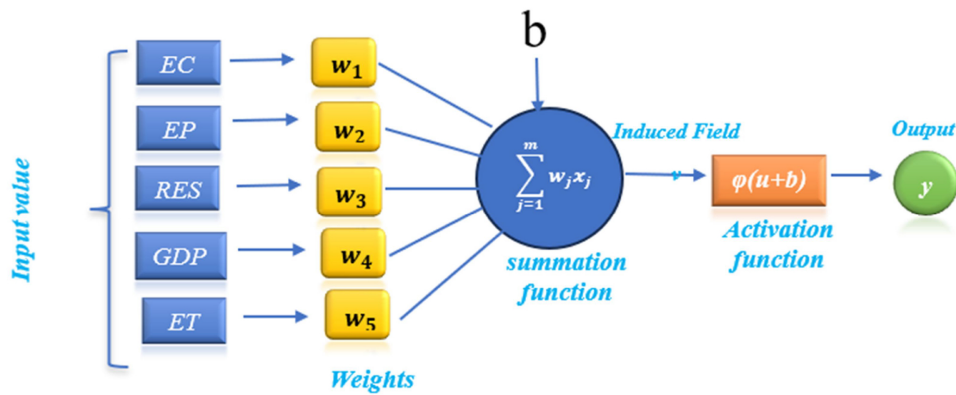 b
Input value
EC
EP
RES
GDP
ET
w₁
w₂
w₃
w₄
w₅
Weights
m
∑ wⱼxⱼ
j=1
summation
function
Induced Field
v
φ(u+b)
Activation
function
Output
y